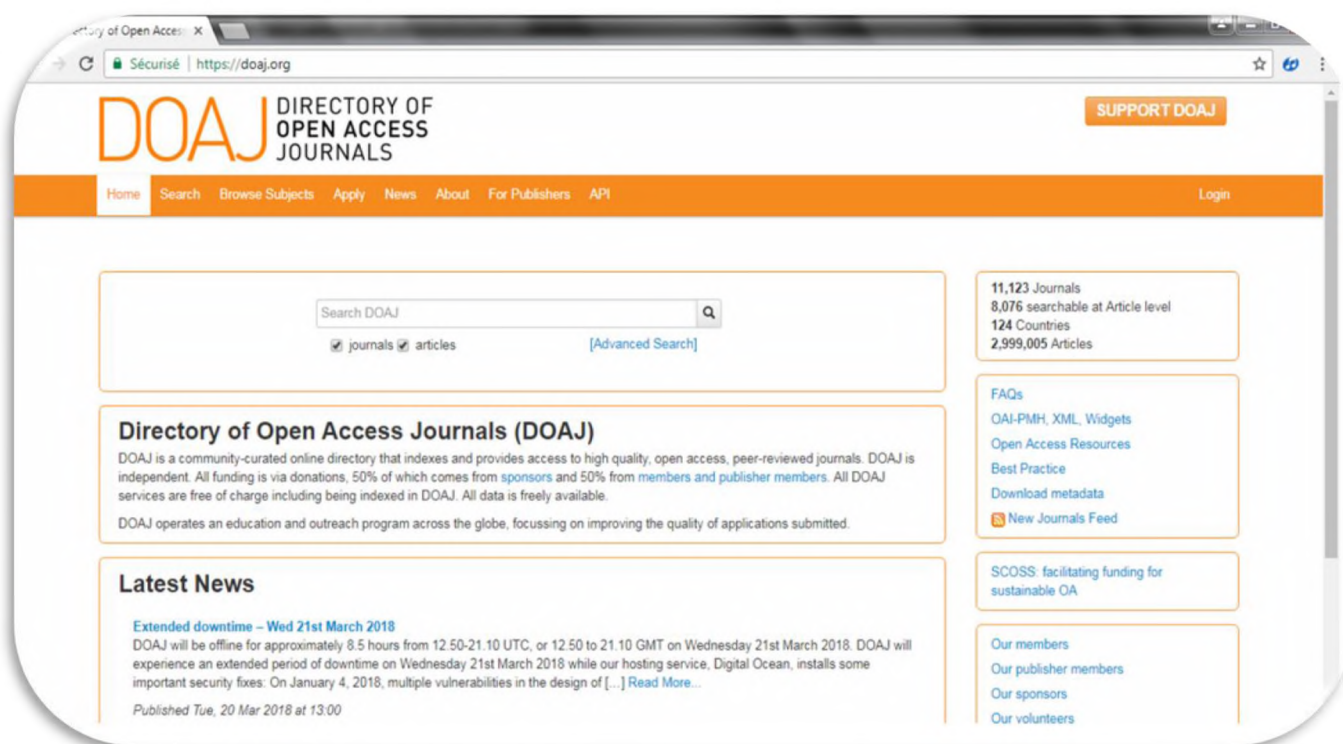 ctory of Open Acces
Sécurisé | https://doaj.org
DOAJ DIRECTORY OF
OPEN ACCESS
JOURNALS
SUPPORT DOAJ
Home Search Browse Subjects Apply News About For Publishers API Login
Search DOAJ
journals articles [Advanced Search]
Directory of Open Access Journals (DOAJ)
DOAJ is a community-curated online directory that indexes and provides access to high quality, open access, peer-reviewed journals. DOAJ is
independent. All funding is via donations, 50% of which comes from sponsors and 50% from members and publisher members. All DOAJ
services are free of charge including being indexed in DOAJ. All data is freely available.
DOAJ operates an education and outreach program across the globe, focussing on improving the quality of applications submitted.
Latest News
Extended downtime – Wed 21st March 2018
DOAJ will be offline for approximately 8.5 hours from 12.50-21.10 UTC, or 12.50 to 21.10 GMT on Wednesday 21st March 2018. DOAJ will
experience an extended period of downtime on Wednesday 21st March 2018 while our hosting service, Digital Ocean, installs some
important security fixes: On January 4, 2018, multiple vulnerabilities in the design of [...] Read More...
Published Tue, 20 Mar 2018 at 13:00
11,123 Journals
8,076 searchable at Article level
124 Countries
2,999,005 Articles
FAQs
OAI-PMH, XML, Widgets
Open Access Resources
Best Practice
Download metadata
New Journals Feed
SCOSS: facilitating funding for
sustainable OA
Our members
Our publisher members
Our sponsors
Our volunteers